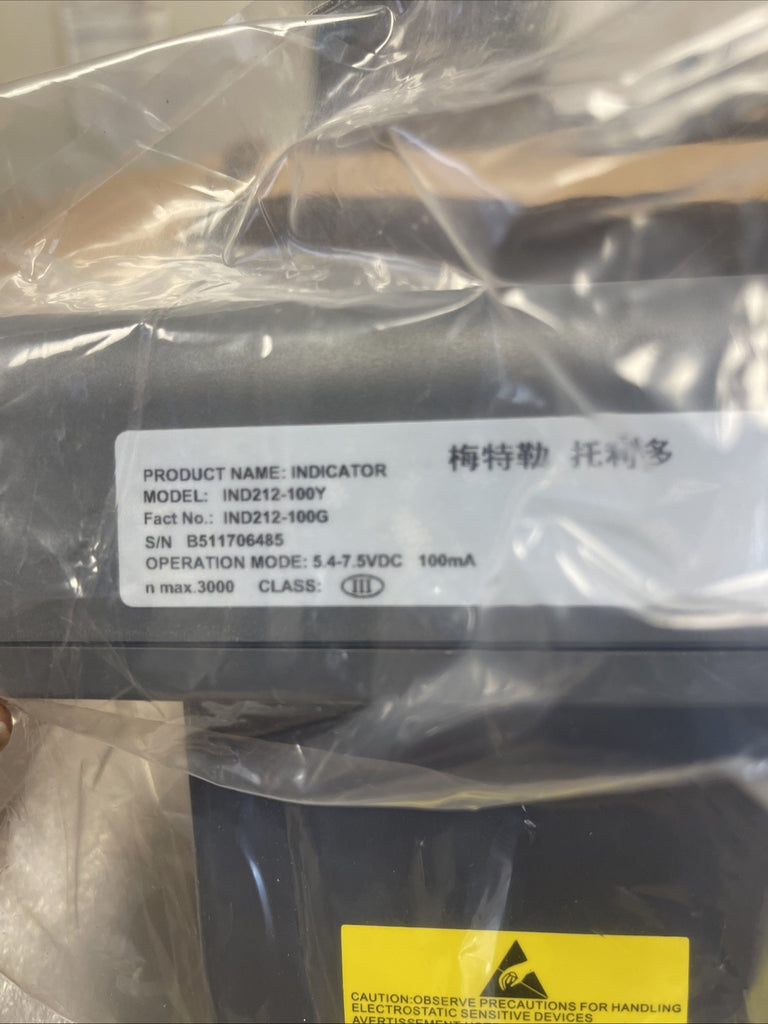 梅特勒 托利多
PRODUCT NAME: INDICATOR
MODEL: IND212-100Y
Fact No.: IND212-100G
S/N B511706485
OPERATION MODE: 5.4-7.5VDC 100mA
n max.3000 CLASS: III
CAUTION:OBSERVE PRECAUTIONS FOR HANDLING
ELECTROSTATIC SENSITIVE DEVICES
AVERTISSEMENT